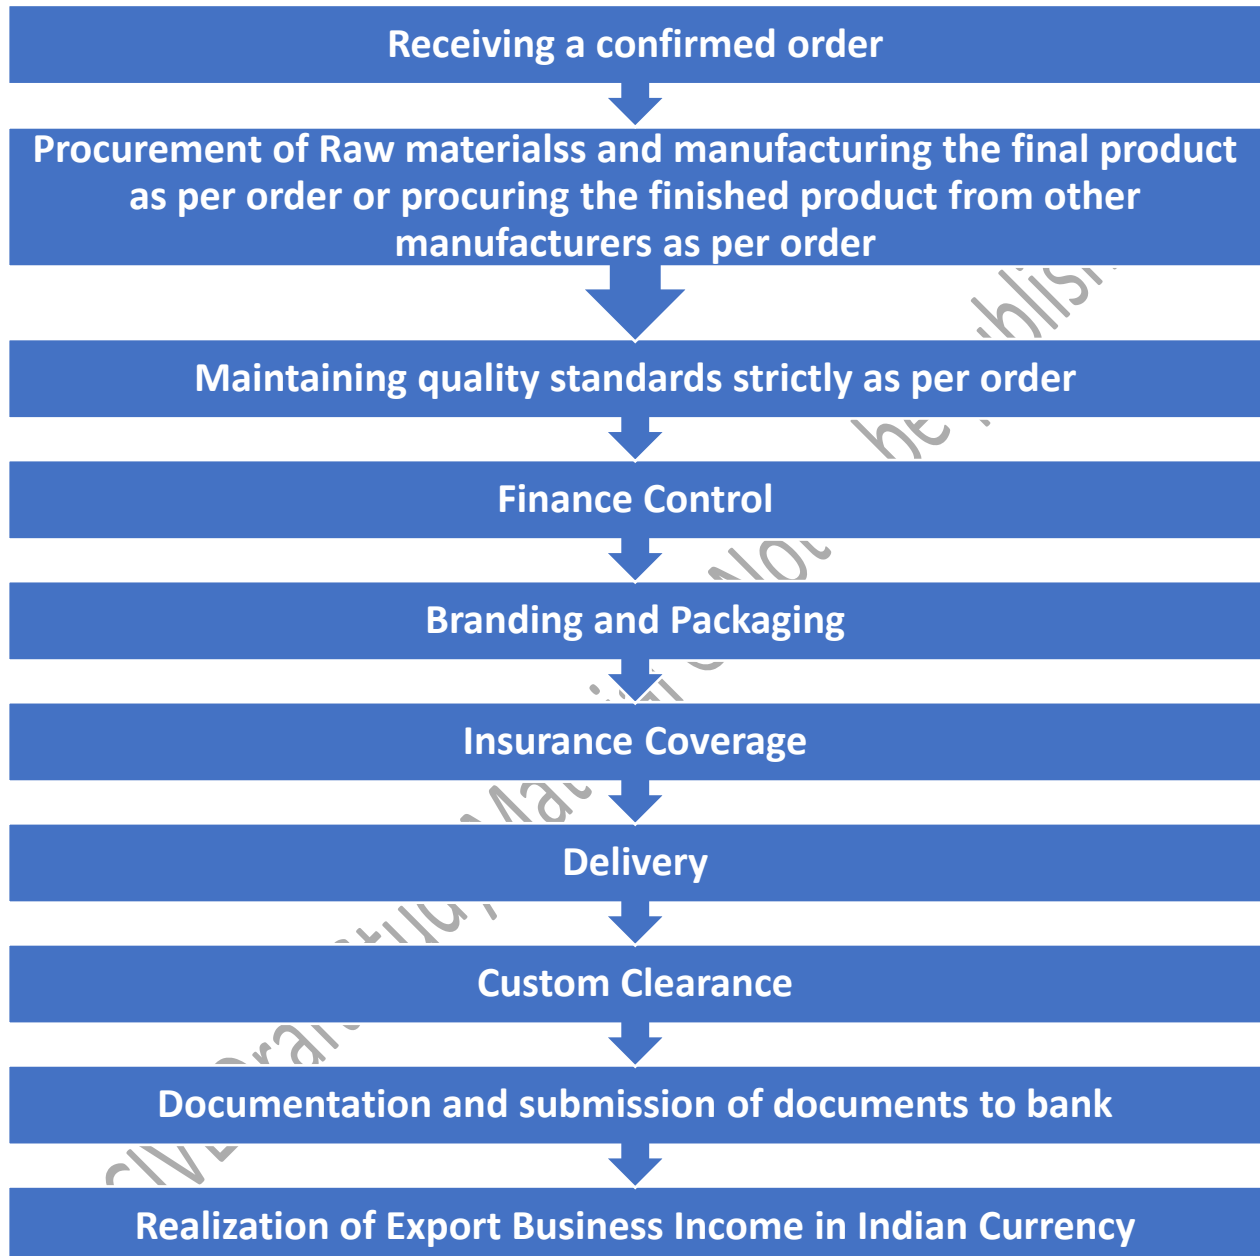 Receiving a confirmed order
Procurement of Raw materialss and manufacturing the final product
as per order or procuring the finished product from other
manufacturers as per order
Maintaining quality standards strictly as per order
Finance Control
Branding and Packaging
Insurance Coverage
Delivery
Custom Clearance
Documentation and submission of documents to bank
Realization of Export Business Income in Indian Currency